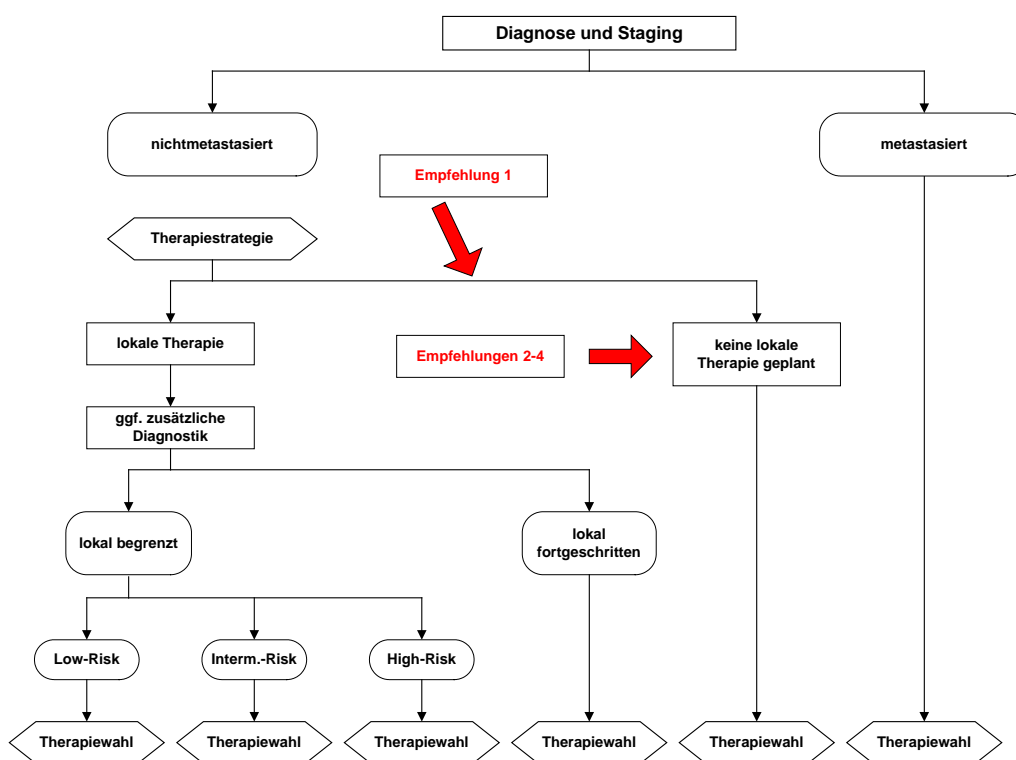 Diagnose und Staging
nichtmetastasiert
metastasiert
Empfehlung 1
Therapiestrategie
lokale Therapie
Empfehlungen 2-4
keine lokale
Therapie geplant
ggf. zusätzliche
Diagnostik
lokal begrenzt
lokal
fortgeschritten
Low-Risk
Interm.-Risk
High-Risk
Therapiewahl
Therapiewahl
Therapiewahl
Therapiewahl
Therapiewahl
Therapiewahl